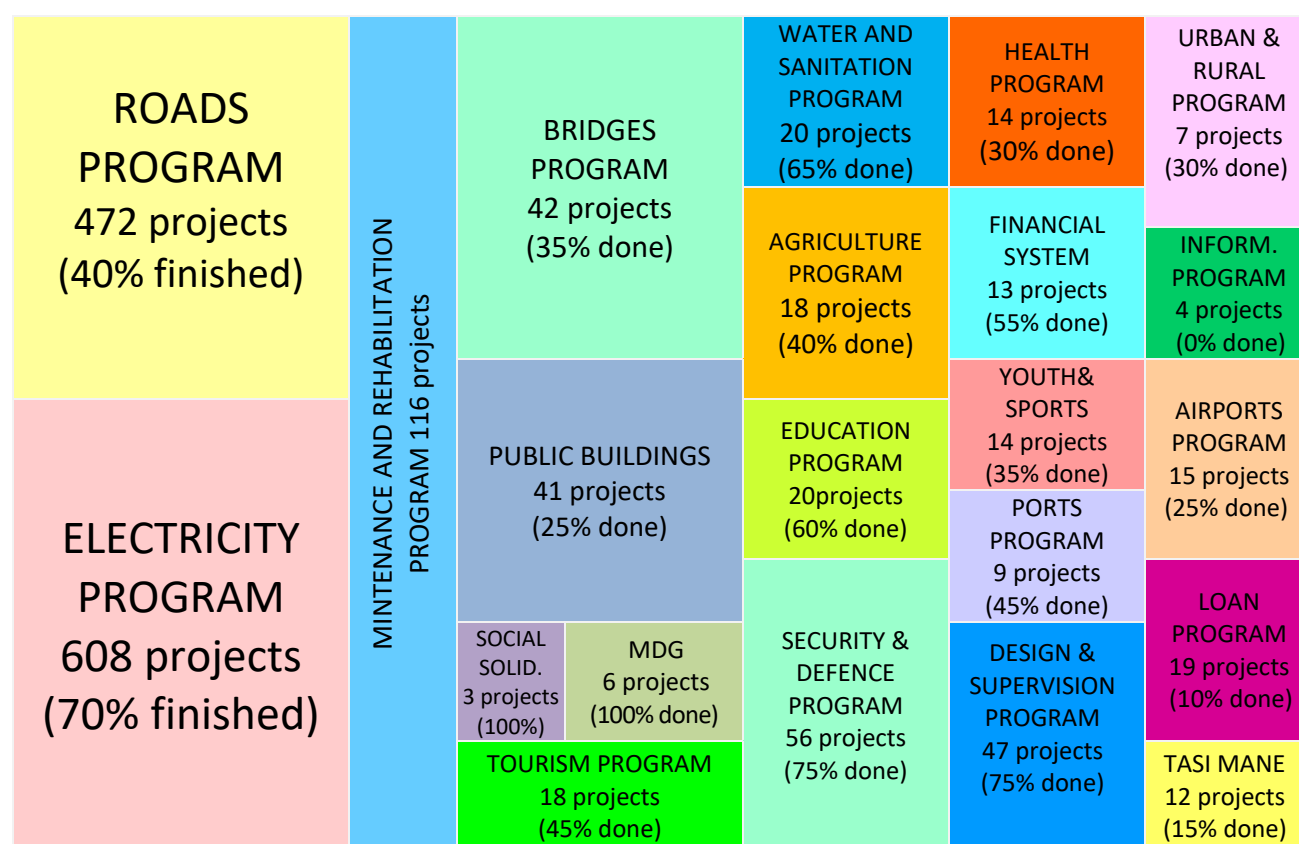 ROADS
PROGRAM
472 projects
(40% finished)
ELECTRICITY
PROGRAM
608 projects
(70% finished)
MINTENANCE AND REHABILITATION
PROGRAM 116 projects
BRIDGES
PROGRAM
42 projects
(35% done)
PUBLIC BUILDINGS
41 projects
(25% done)
SOCIAL
SOLID.
3 projects
(100%)
MDG
6 projects
(100% done)
TOURISM PROGRAM
18 projects
(45% done)
WATER AND
SANITATION
PROGRAM
20 projects
(65% done)
AGRICULTURE
PROGRAM
18 projects
(40% done)
EDUCATION
PROGRAM
20projects
(60% done)
SECURITY &
DEFENCE
PROGRAM
56 projects
(75% done)
HEALTH
PROGRAM
14 projects
(30% done)
FINANCIAL
SYSTEM
13 projects
(55% done)
YOUTH&
SPORTS
14 projects
(35% done)
PORTS
PROGRAM
9 projects
(45% done)
DESIGN &
SUPERVISION
PROGRAM
47 projects
(75% done)
URBAN &
RURAL
PROGRAM
7 projects
(30% done)
INFORM.
PROGRAM
4 projects
(0% done)
AIRPORTS
PROGRAM
15 projects
(25% done)
LOAN
PROGRAM
19 projects
(10% done)
TASI MANE
12 projects
(15% done)